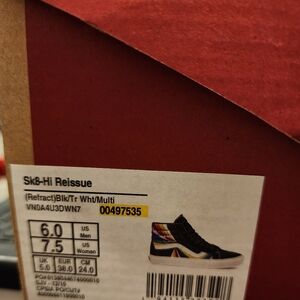 Sk8-Hi Reissue
(Refract)Blk/Tr Wht/Multi
VN0A4U3DWN7 00497535
6.0 US Men
7.5 US Women
UK EUR CM
5.0 38.0 24.0